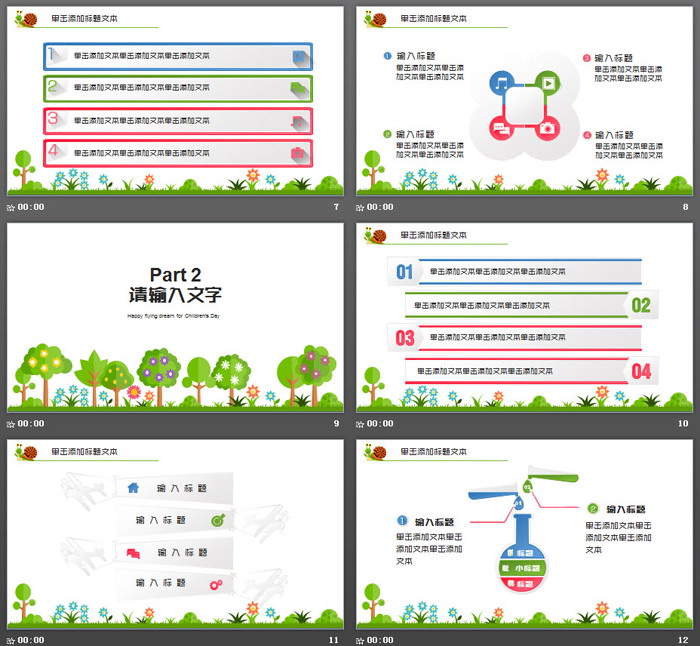 单击添加标题文本
1 单击添加文本单击添加文本单击添加文本
2 单击添加文本单击添加文本单击添加文本
3 单击添加文本单击添加文本单击添加文本
4 单击添加文本单击添加文本单击添加文本
00:00 7
单击添加标题文本
1 输入标题
单击添加文本单击添
加文本单击添加文本
3 输入标题
单击添加文本单击添
加文本单击添加文本
2 输入标题
单击添加文本单击添
加文本单击添加文本
4 输入标题
单击添加文本单击添
加文本单击添加文本
00:00 8
Part 2
请输入文字
Happy flying dream for Children's Day
00:00 9
单击添加标题文本
01 单击添加文本单击添加文本单击添加文本
单击添加文本单击添加文本单击添加文本 02
03 单击添加文本单击添加文本单击添加文本
单击添加文本单击添加文本单击添加文本 04
00:00 10
单击添加标题文本
输入标题
输入标题
输入标题
输入标题
00:00 11
单击添加标题文本
1 输入标题
单击添加文本单击
添加文本单击添加
文本
2 输入标题
单击添加文本单击
添加文本单击添加
文本
01
02
标题
小标题
标题
00:00 12